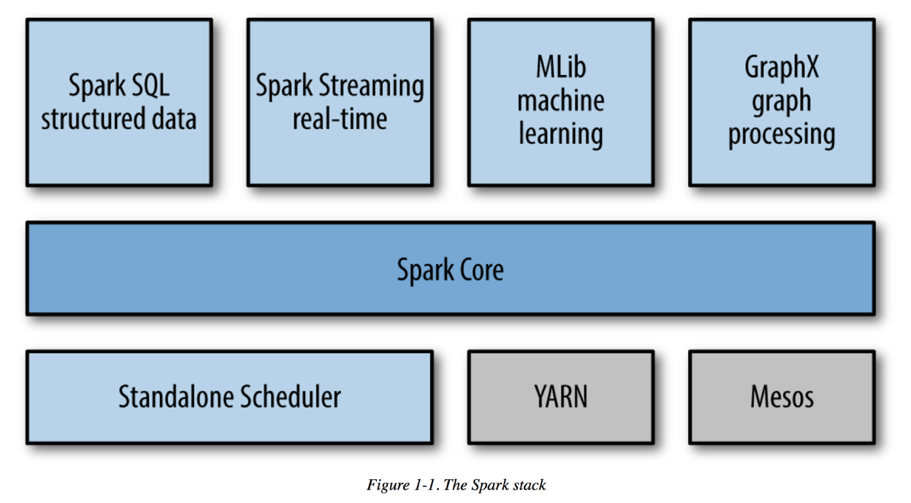 Spark SQL
structured data
Spark Streaming
real-time
MLib
machine
learning
GraphX
graph
processing
Spark Core
Standalone Scheduler
YARN
Mesos
Figure 1-1. The Spark stack